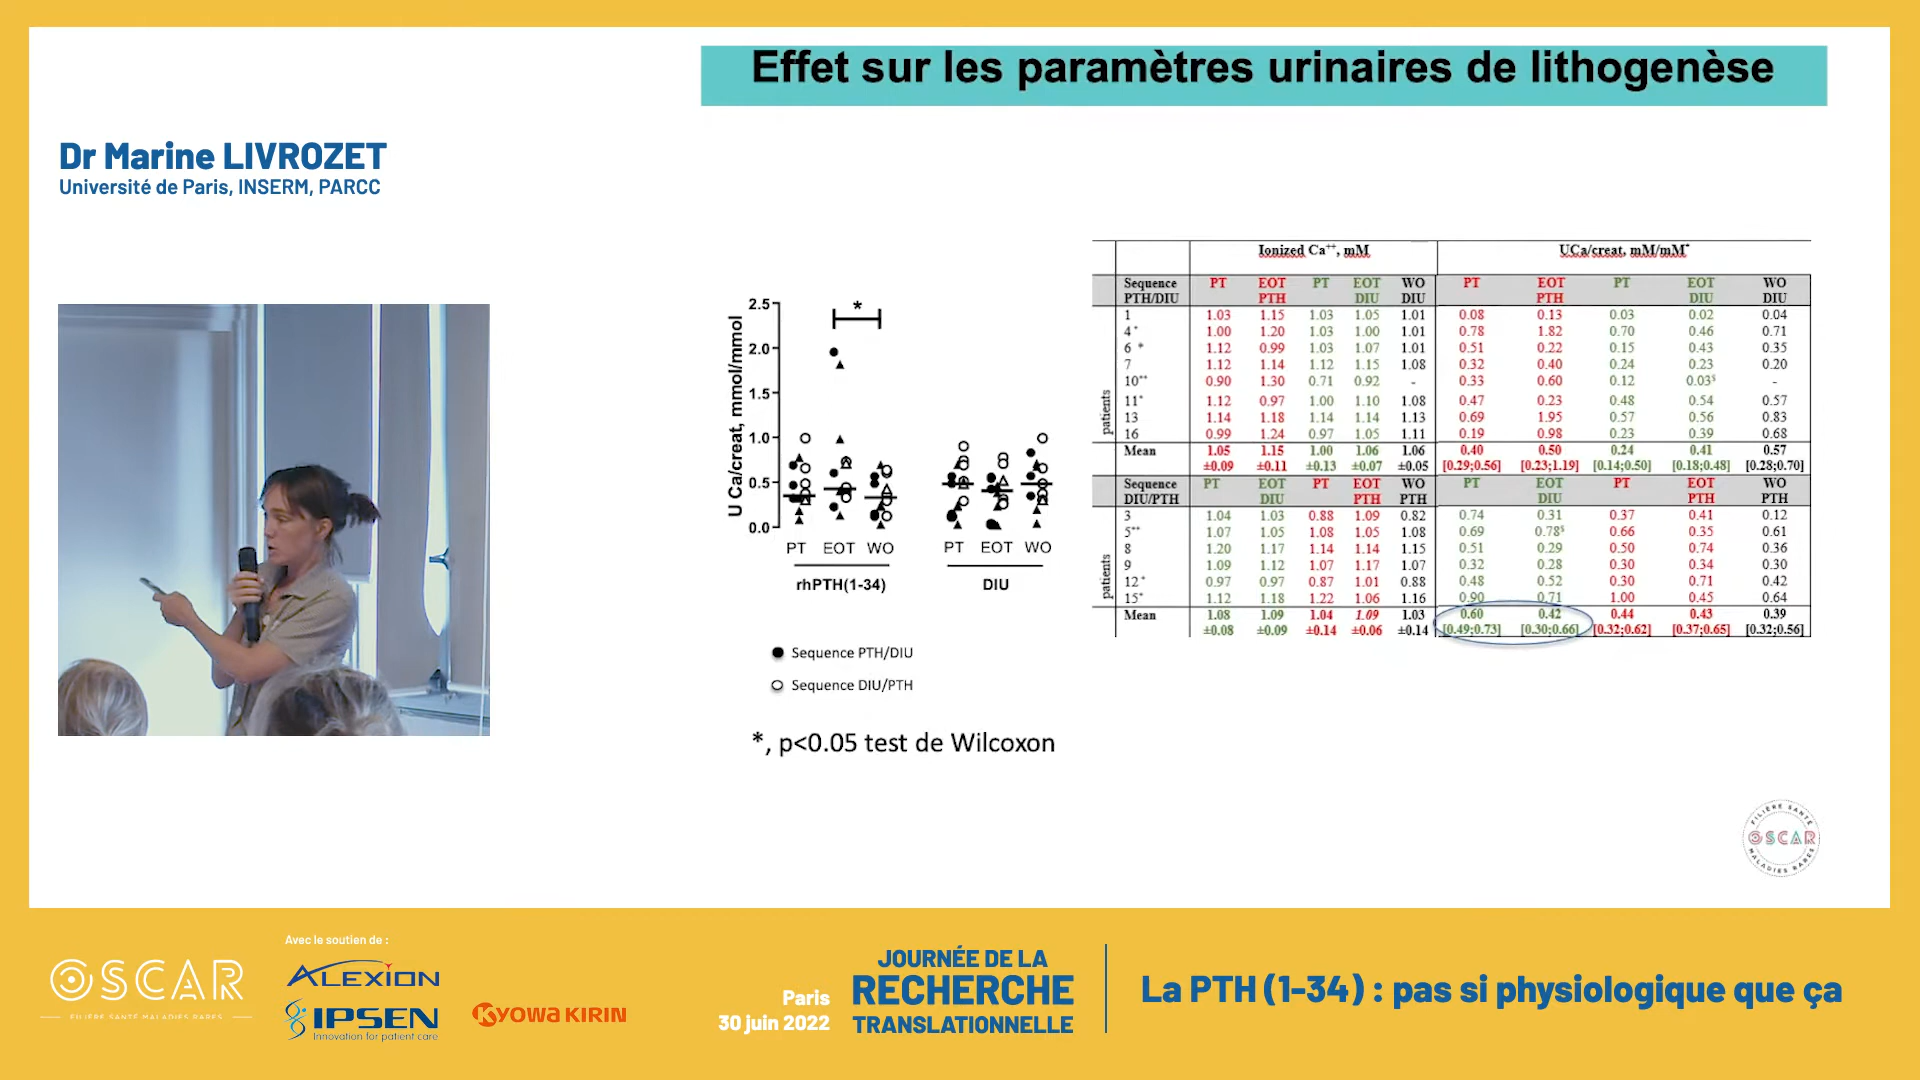 Effet sur les paramètres urinaires de lithogenèse
Dr Marine LIVROZET
Université de Paris, INSERM, PARCC
U Ca/creat, mmol/mmol
2.5
2.0
1.5
1.0
0.5
0.0
*
PT EOT WO PT EOT WO
rhPTH(1-34) DIU
Sequence PTH/DIU
Sequence DIU/PTH
*, p<0.05 test de Wilcoxon
Ionized Ca++, mM UCa/creat, mM/mM*
Sequence PT EOT PT EOT WO PT EOT PT EOT WO
PTH/DIU PTH DIU DIU PTH DIU DIU
patients
1 1.03 1.15 1.03 1.05 1.01 0.08 0.13 0.03 0.02 0.04
4* 1.00 1.20 1.03 1.00 1.01 0.78 1.82 0.70 0.46 0.71
6 * 1.12 0.99 1.03 1.07 1.01 0.51 0.22 0.15 0.43 0.35
7 1.12 1.14 1.12 1.15 1.08 0.32 0.40 0.24 0.23 0.20
10** 0.90 1.30 0.71 0.92 - 0.33 0.60 0.12 0.03$ -
11* 1.12 0.97 1.00 1.10 1.08 0.47 0.23 0.48 0.54 0.57
13 1.14 1.18 1.14 1.14 1.13 0.69 1.95 0.57 0.56 0.83
16 0.99 1.24 0.97 1.05 1.11 0.19 0.98 0.23 0.39 0.68
Mean 1.05 1.15 1.00 1.06 1.06 0.40 0.50 0.24 0.41 0.57
±0.09 ±0.11 ±0.13 ±0.07 ±0.05 [0.29;0.56] [0.23;1.19] [0.14;0.50] [0.18;0.48] [0.28;0.70]
Sequence PT EOT PT EOT WO PT EOT PT EOT WO
DIU/PTH DIU PTH PTH DIU PTH PTH
patients
3 1.04 1.03 0.88 1.09 0.82 0.74 0.31 0.37 0.41 0.12
5** 1.07 1.05 1.08 1.05 1.08 0.69 0.78$ 0.66 0.35 0.61
8 1.20 1.17 1.14 1.14 1.15 0.51 0.29 0.50 0.74 0.36
9 1.09 1.12 1.07 1.17 1.07 0.32 0.28 0.30 0.34 0.30
12* 0.97 0.97 0.87 1.01 0.88 0.48 0.52 0.30 0.71 0.42
15* 1.12 1.18 1.22 1.06 1.16 0.90 0.71 1.00 0.45 0.64
Mean 1.08 1.09 1.04 1.09 1.03 0.60 0.42 0.44 0.43 0.39
±0.08 ±0.09 ±0.14 ±0.06 ±0.14 [0.49;0.73] [0.30;0.66] [0.32;0.62] [0.37;0.65] [0.32;0.56]
FILIÈRE SANTÉ
OSCAR
MALADIES RARES
OSCAR
FILIÈRE SANTÉ MALADIES RARES
Avec le soutien de :
ALEXION
IPSEN
Innovation for patient care
KYOWA KIRIN
Paris
30 juin 2022
JOURNÉE DE LA
RECHERCHE
TRANSLATIONNELLE
La PTH (1-34) : pas si physiologique que ça